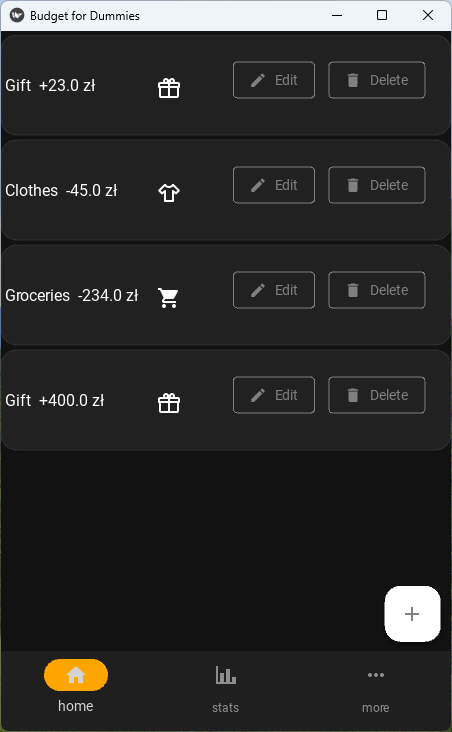 Budget for Dummies
Gift +23.0 zł Edit Delete
Clothes -45.0 zł Edit Delete
Groceries -234.0 zł Edit Delete
Gift +400.0 zł Edit Delete
home stats more